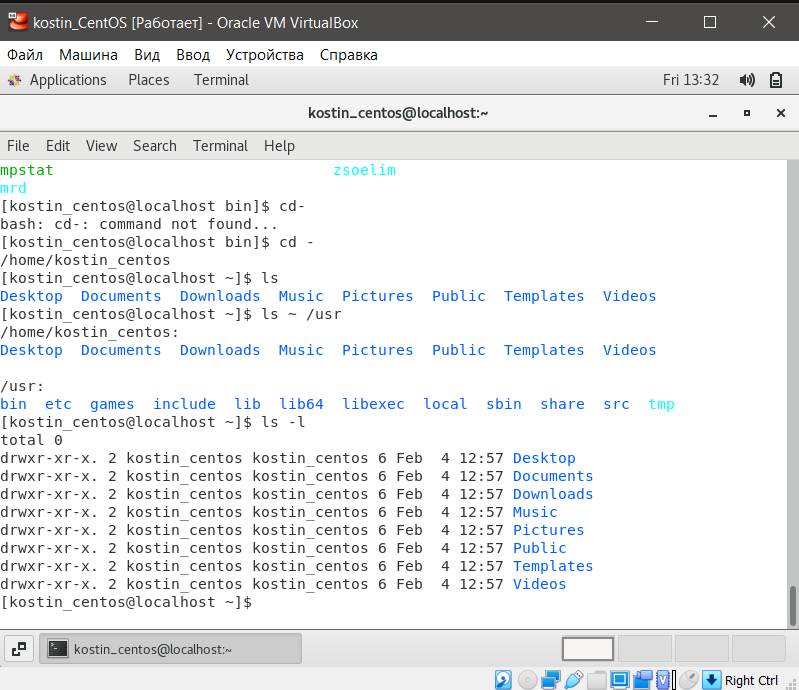 kostin_CentOS [Работает] - Oracle VM VirtualBox
Файл Машина Вид Ввод Устройства Справка
Applications Places Terminal Fri 13:32
kostin_centos@localhost:~
File Edit View Search Terminal Help
mpstat zsoelim
mrd
[kostin_centos@localhost bin]$ cd-
bash: cd-: command not found...
[kostin_centos@localhost bin]$ cd -
/home/kostin_centos
[kostin_centos@localhost ~]$ ls
Desktop Documents Downloads Music Pictures Public Templates Videos
[kostin_centos@localhost ~]$ ls ~ /usr
/home/kostin_centos:
Desktop Documents Downloads Music Pictures Public Templates Videos
/usr:
bin etc games include lib lib64 libexec local sbin share src tmp
[kostin_centos@localhost ~]$ ls -l
total 0
drwxr-xr-x. 2 kostin_centos kostin_centos 6 Feb 4 12:57 Desktop
drwxr-xr-x. 2 kostin_centos kostin_centos 6 Feb 4 12:57 Documents
drwxr-xr-x. 2 kostin_centos kostin_centos 6 Feb 4 12:57 Downloads
drwxr-xr-x. 2 kostin_centos kostin_centos 6 Feb 4 12:57 Music
drwxr-xr-x. 2 kostin_centos kostin_centos 6 Feb 4 12:57 Pictures
drwxr-xr-x. 2 kostin_centos kostin_centos 6 Feb 4 12:57 Public
drwxr-xr-x. 2 kostin_centos kostin_centos 6 Feb 4 12:57 Templates
drwxr-xr-x. 2 kostin_centos kostin_centos 6 Feb 4 12:57 Videos
[kostin_centos@localhost ~]$
kostin_centos@localhost:~
Right Ctrl